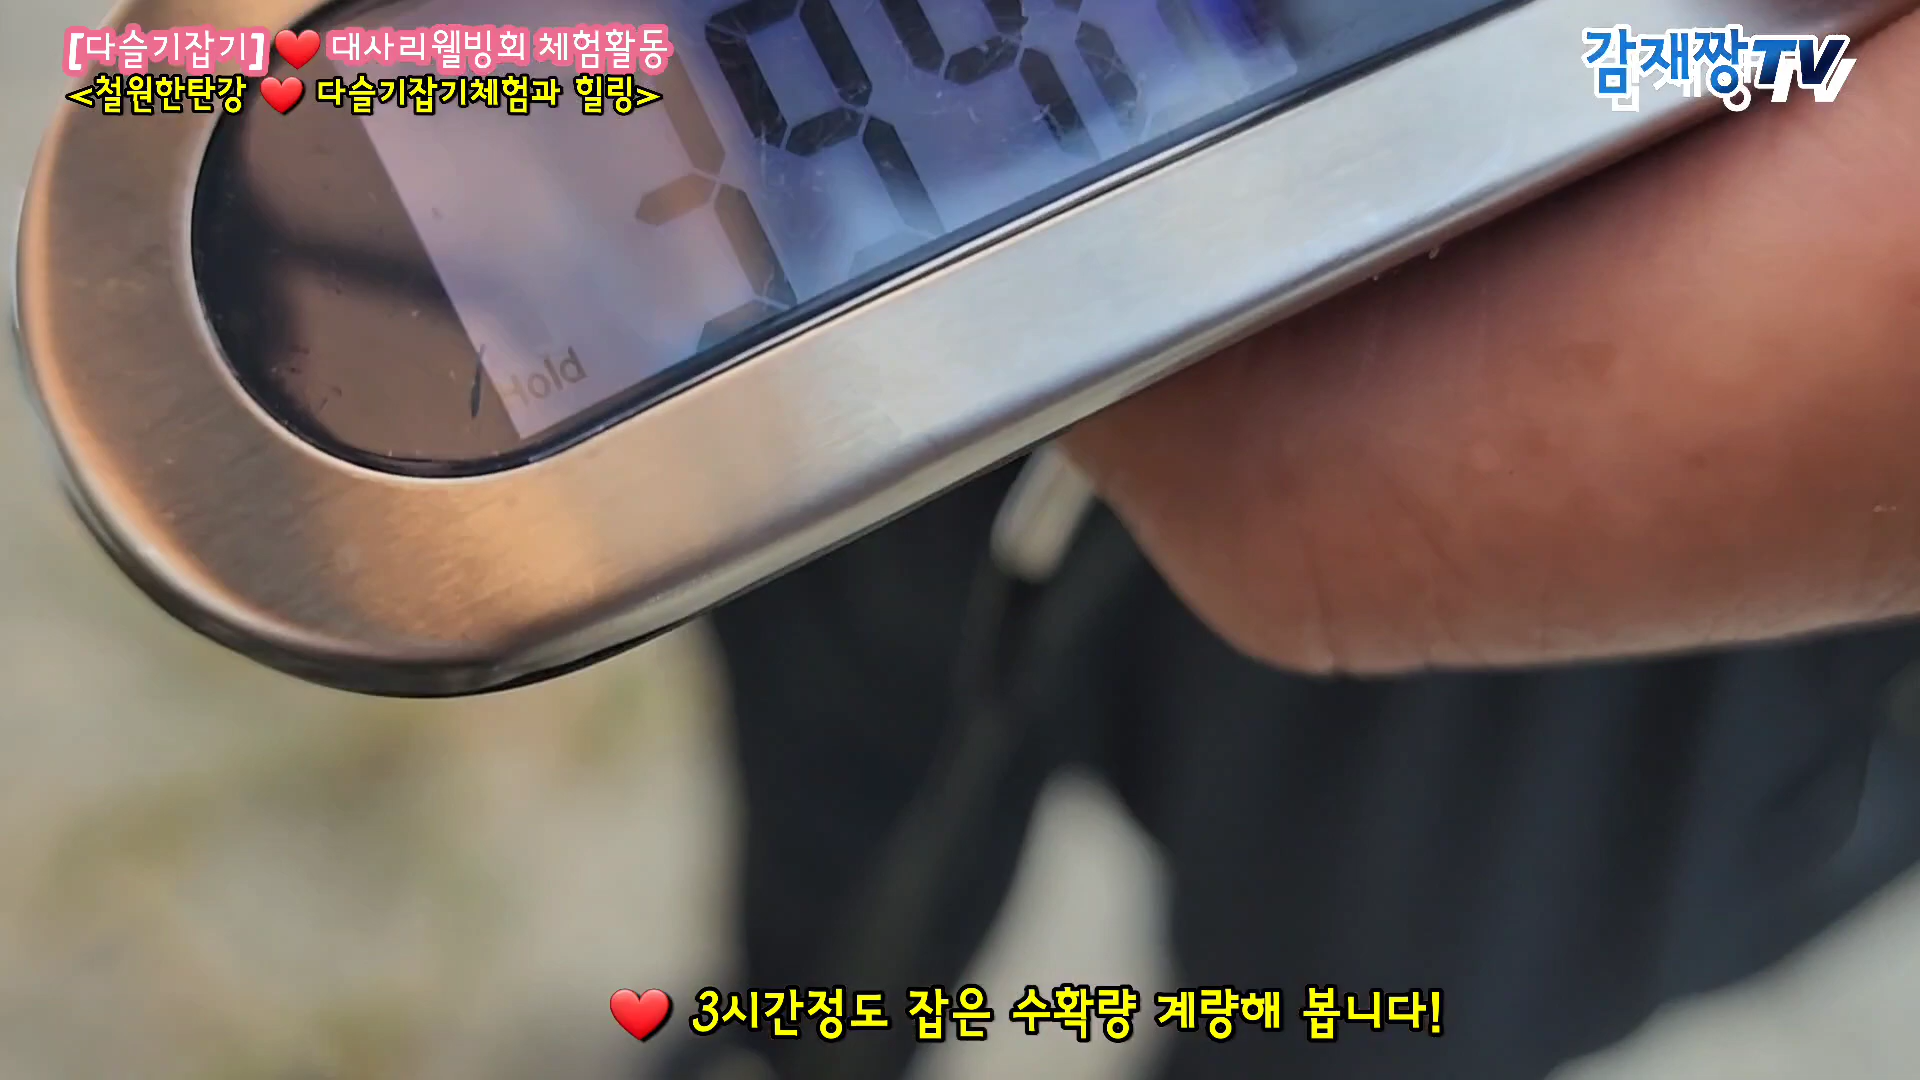 [다슬기잡기]❤️ 대사리웰빙회 체험활동
<철원한탄강 ❤️ 다슬기잡기체험과 힐링>
감재짱TV
Hold
❤️ 3시간정도 잡은 수확량 계량해 봅니다!